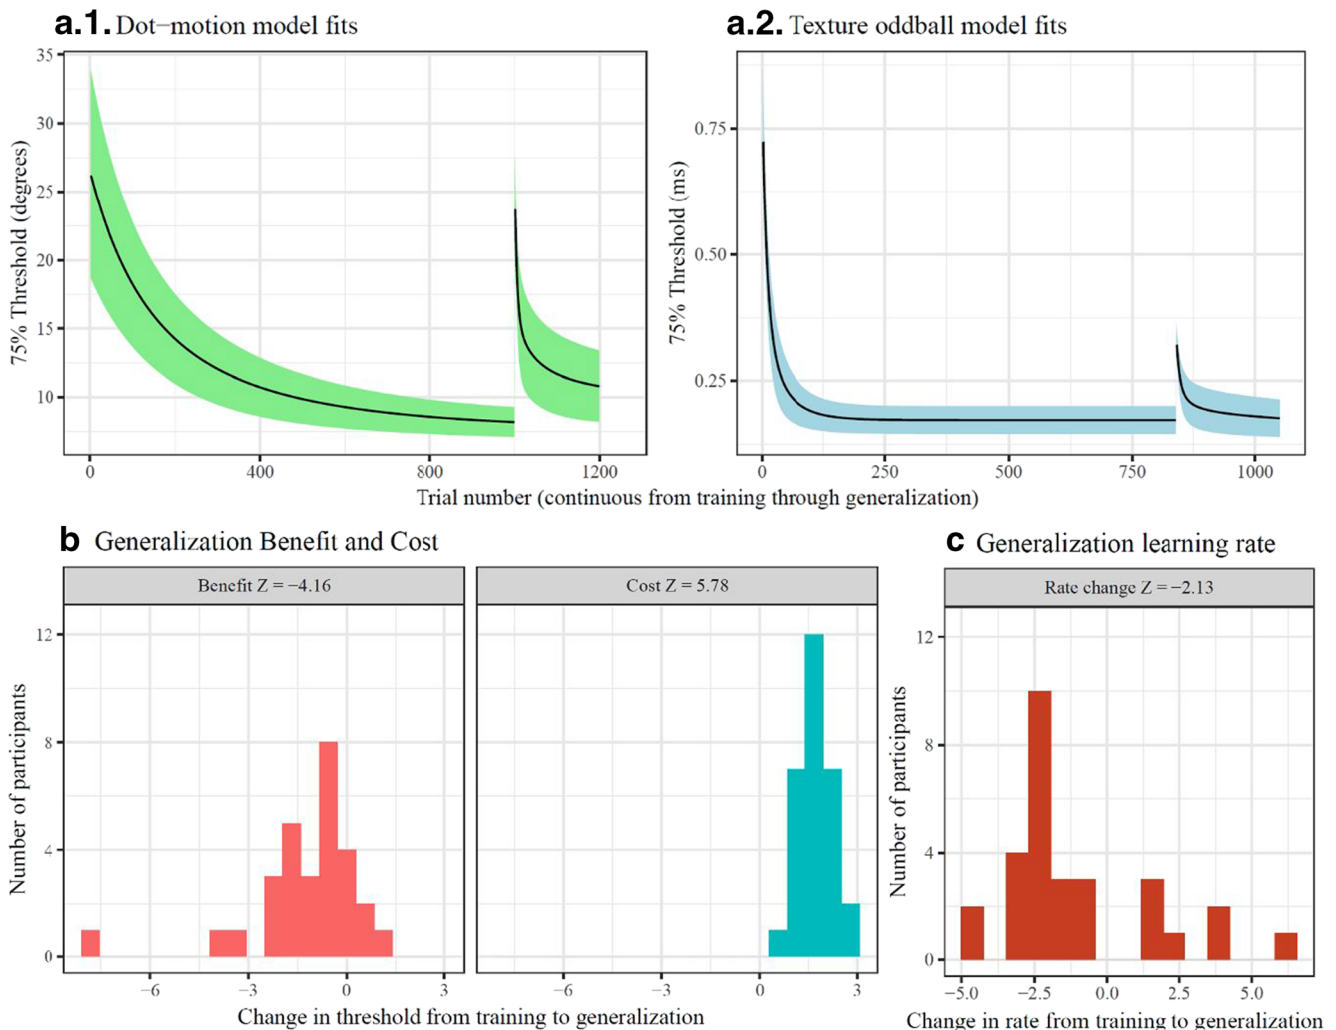 a.1. Dot−motion model fits
a.2. Texture oddball model fits
75% Threshold (degrees)
35
30
25
20
15
10
0
400
800
1200
75% Threshold (ms)
0.75
0.50
0.25
0
250
500
750
1000
Trial number (continuous from training through generalization)
b Generalization Benefit and Cost
Benefit Z = −4.16
Cost Z = 5.78
Number of participants
12
8
4
0
−6
−3
0
3
−6
−3
0
3
Change in threshold from training to generalization
c Generalization learning rate
Rate change Z = −2.13
Number of participants
12
8
4
0
−5.0
−2.5
0.0
2.5
5.0
Change in rate from training to generalization